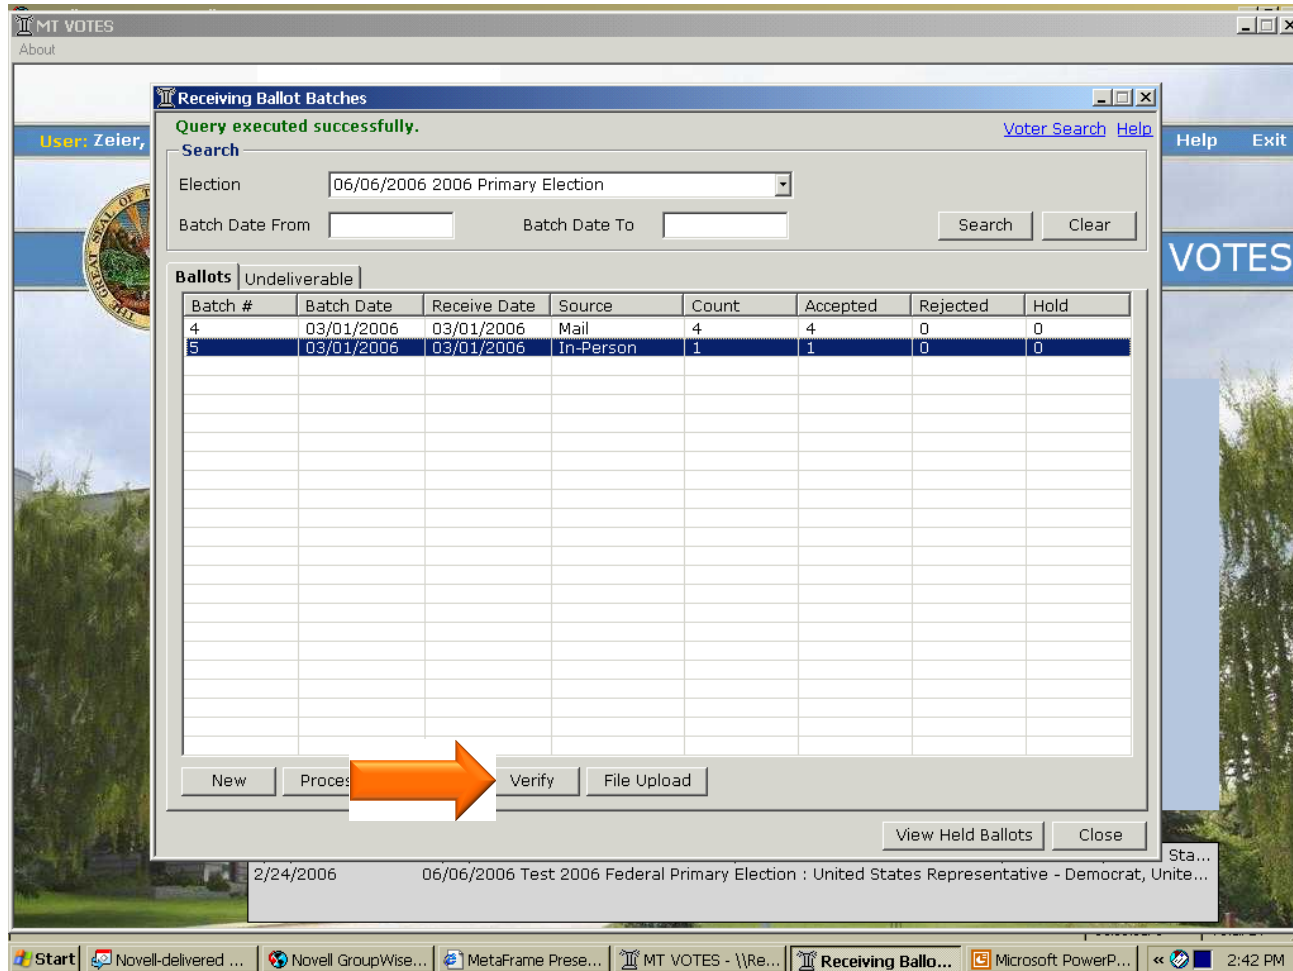 MT VOTES
About
Receiving Ballot Batches
Query executed successfully.
Voter Search Help
User: Zeier,
Help Exit
Search
Election 06/06/2006 2006 Primary Election
Batch Date From Batch Date To Search Clear
THE GREAT SEAL OF
VOTES
Ballots Undeliverable
Batch # Batch Date Receive Date Source Count Accepted Rejected Hold
4 03/01/2006 03/01/2006 Mail 4 4 0 0
5 03/01/2006 03/01/2006 In-Person 1 1 0 0
New Proces Verify File Upload
View Held Ballots Close
Sta...
2/24/2006 06/06/2006 Test 2006 Federal Primary Election : United States Representative - Democrat, Unite...
Start Novell-delivered ... Novell GroupWise... MetaFrame Prese... MT VOTES - \\Re... Receiving Ballo... Microsoft PowerP... « 2:42 PM